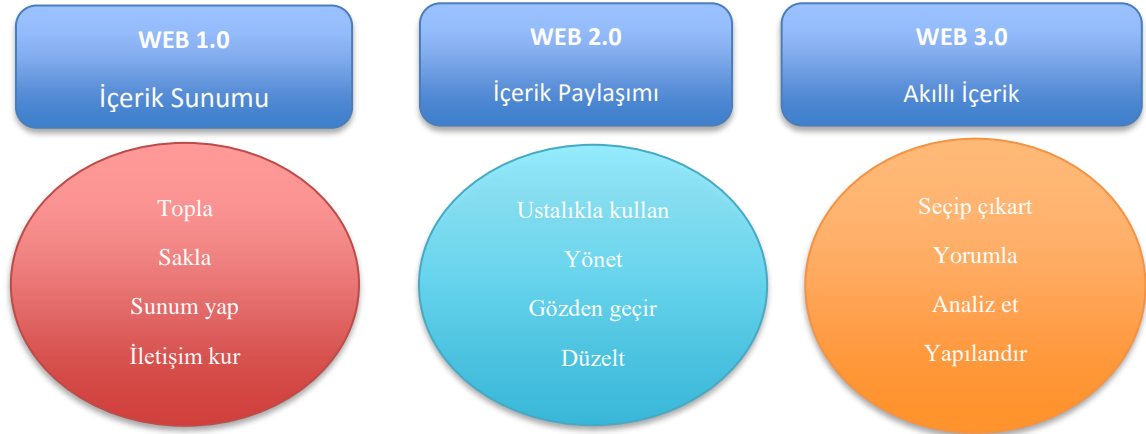 WEB 1.0
İçerik Sunumu
Topla
Sakla
Sunum yap
İletişim kur
WEB 2.0
İçerik Paylaşımı
Ustalıkla kullan
Yönet
Gözden geçir
Düzelt
WEB 3.0
Akıllı İçerik
Seçip çıkart
Yorumla
Analiz et
Yapılandır